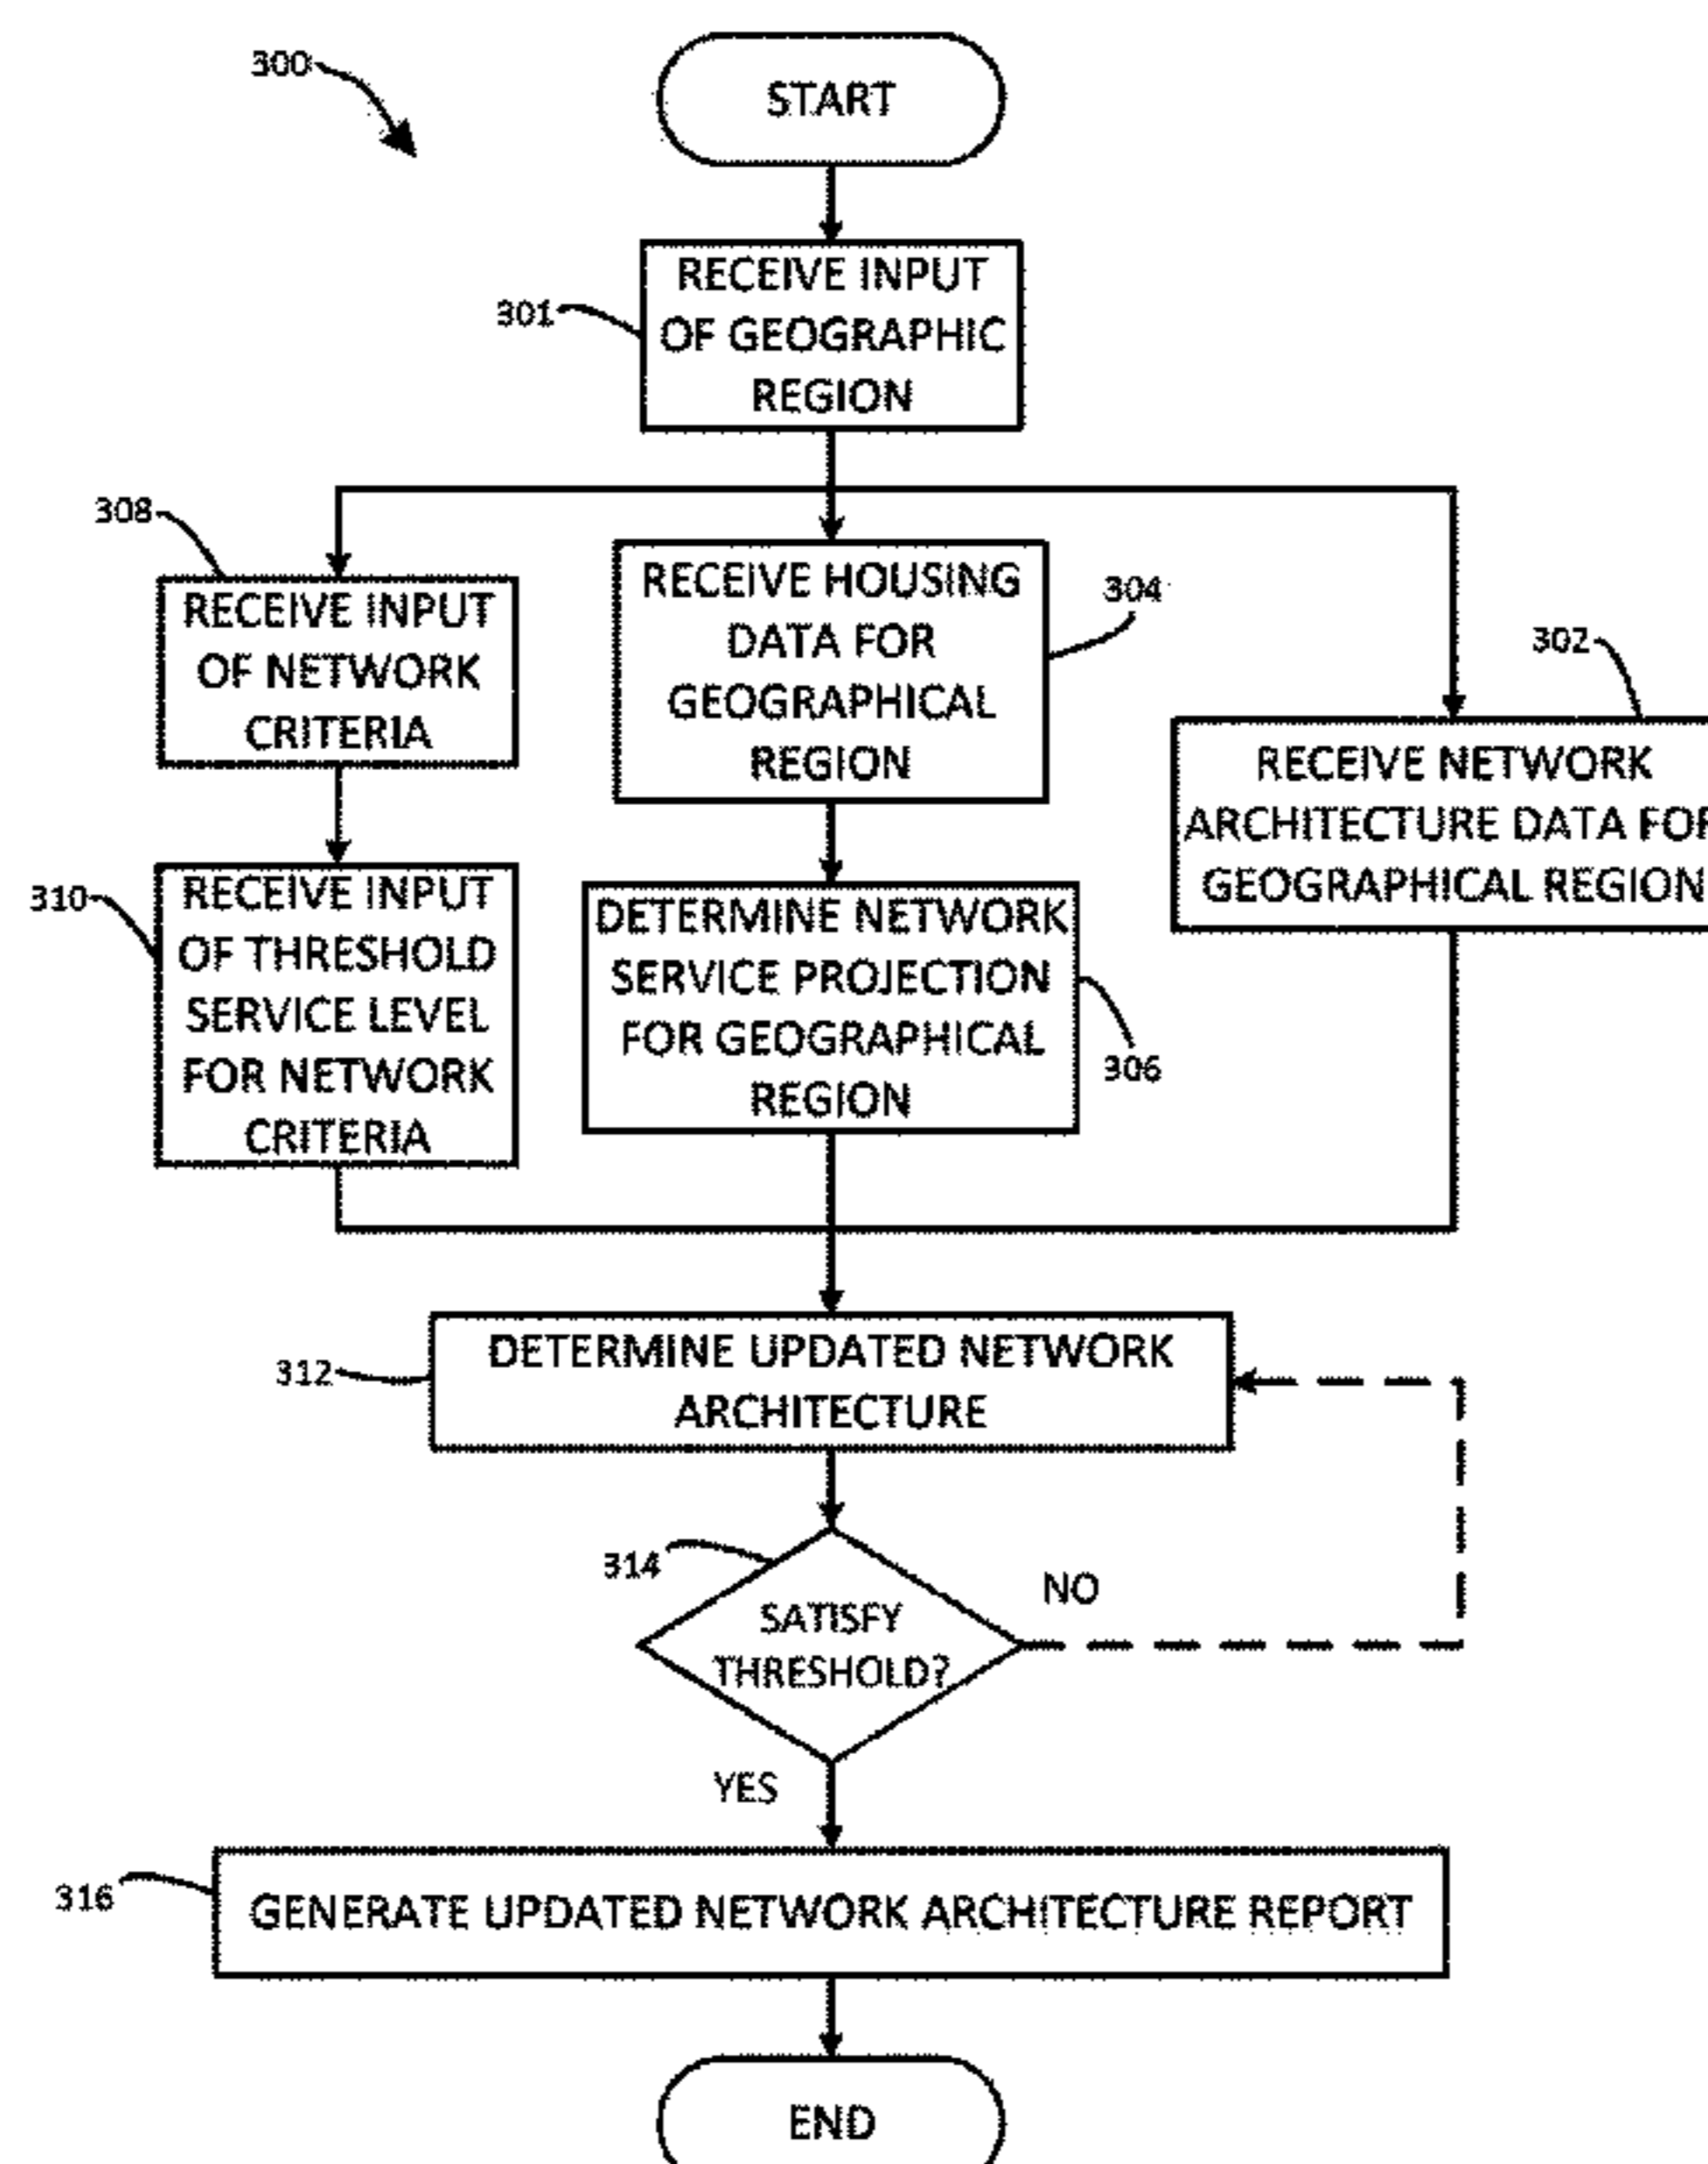 300
START
301
RECEIVE INPUT
OF GEOGRAPHIC
REGION
308
RECEIVE INPUT
OF NETWORK
CRITERIA
304
RECEIVE HOUSING
DATA FOR
GEOGRAPHICAL
REGION
302
RECEIVE NETWORK
ARCHITECTURE DATA FOR
GEOGRAPHICAL REGION
310
RECEIVE INPUT
OF THRESHOLD
SERVICE LEVEL
FOR NETWORK
CRITERIA
DETERMINE NETWORK
SERVICE PROJECTION
FOR GEOGRAPHICAL
REGION
306
312
DETERMINE UPDATED NETWORK
ARCHITECTURE
314
SATISFY
THRESHOLD?
NO
YES
316
GENERATE UPDATED NETWORK ARCHITECTURE REPORT
END